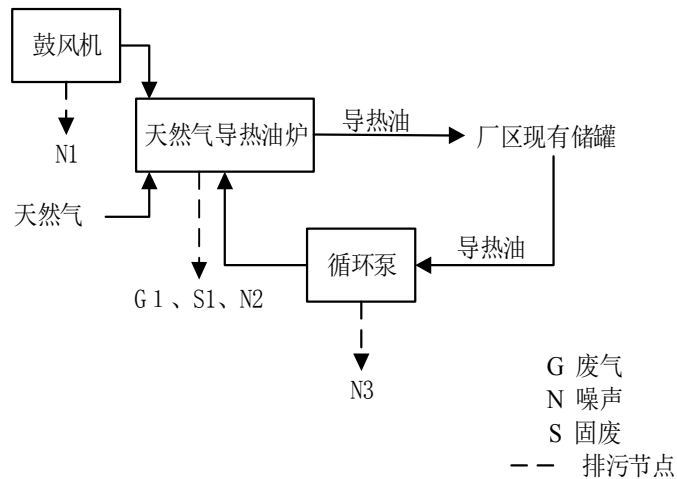 鼓风机
N1
天然气导热油炉
导热油
厂区现有储罐
天然气
循环泵
导热油
G１、S1、N2
N3
G 废气
N 噪声
S 固废
排污节点